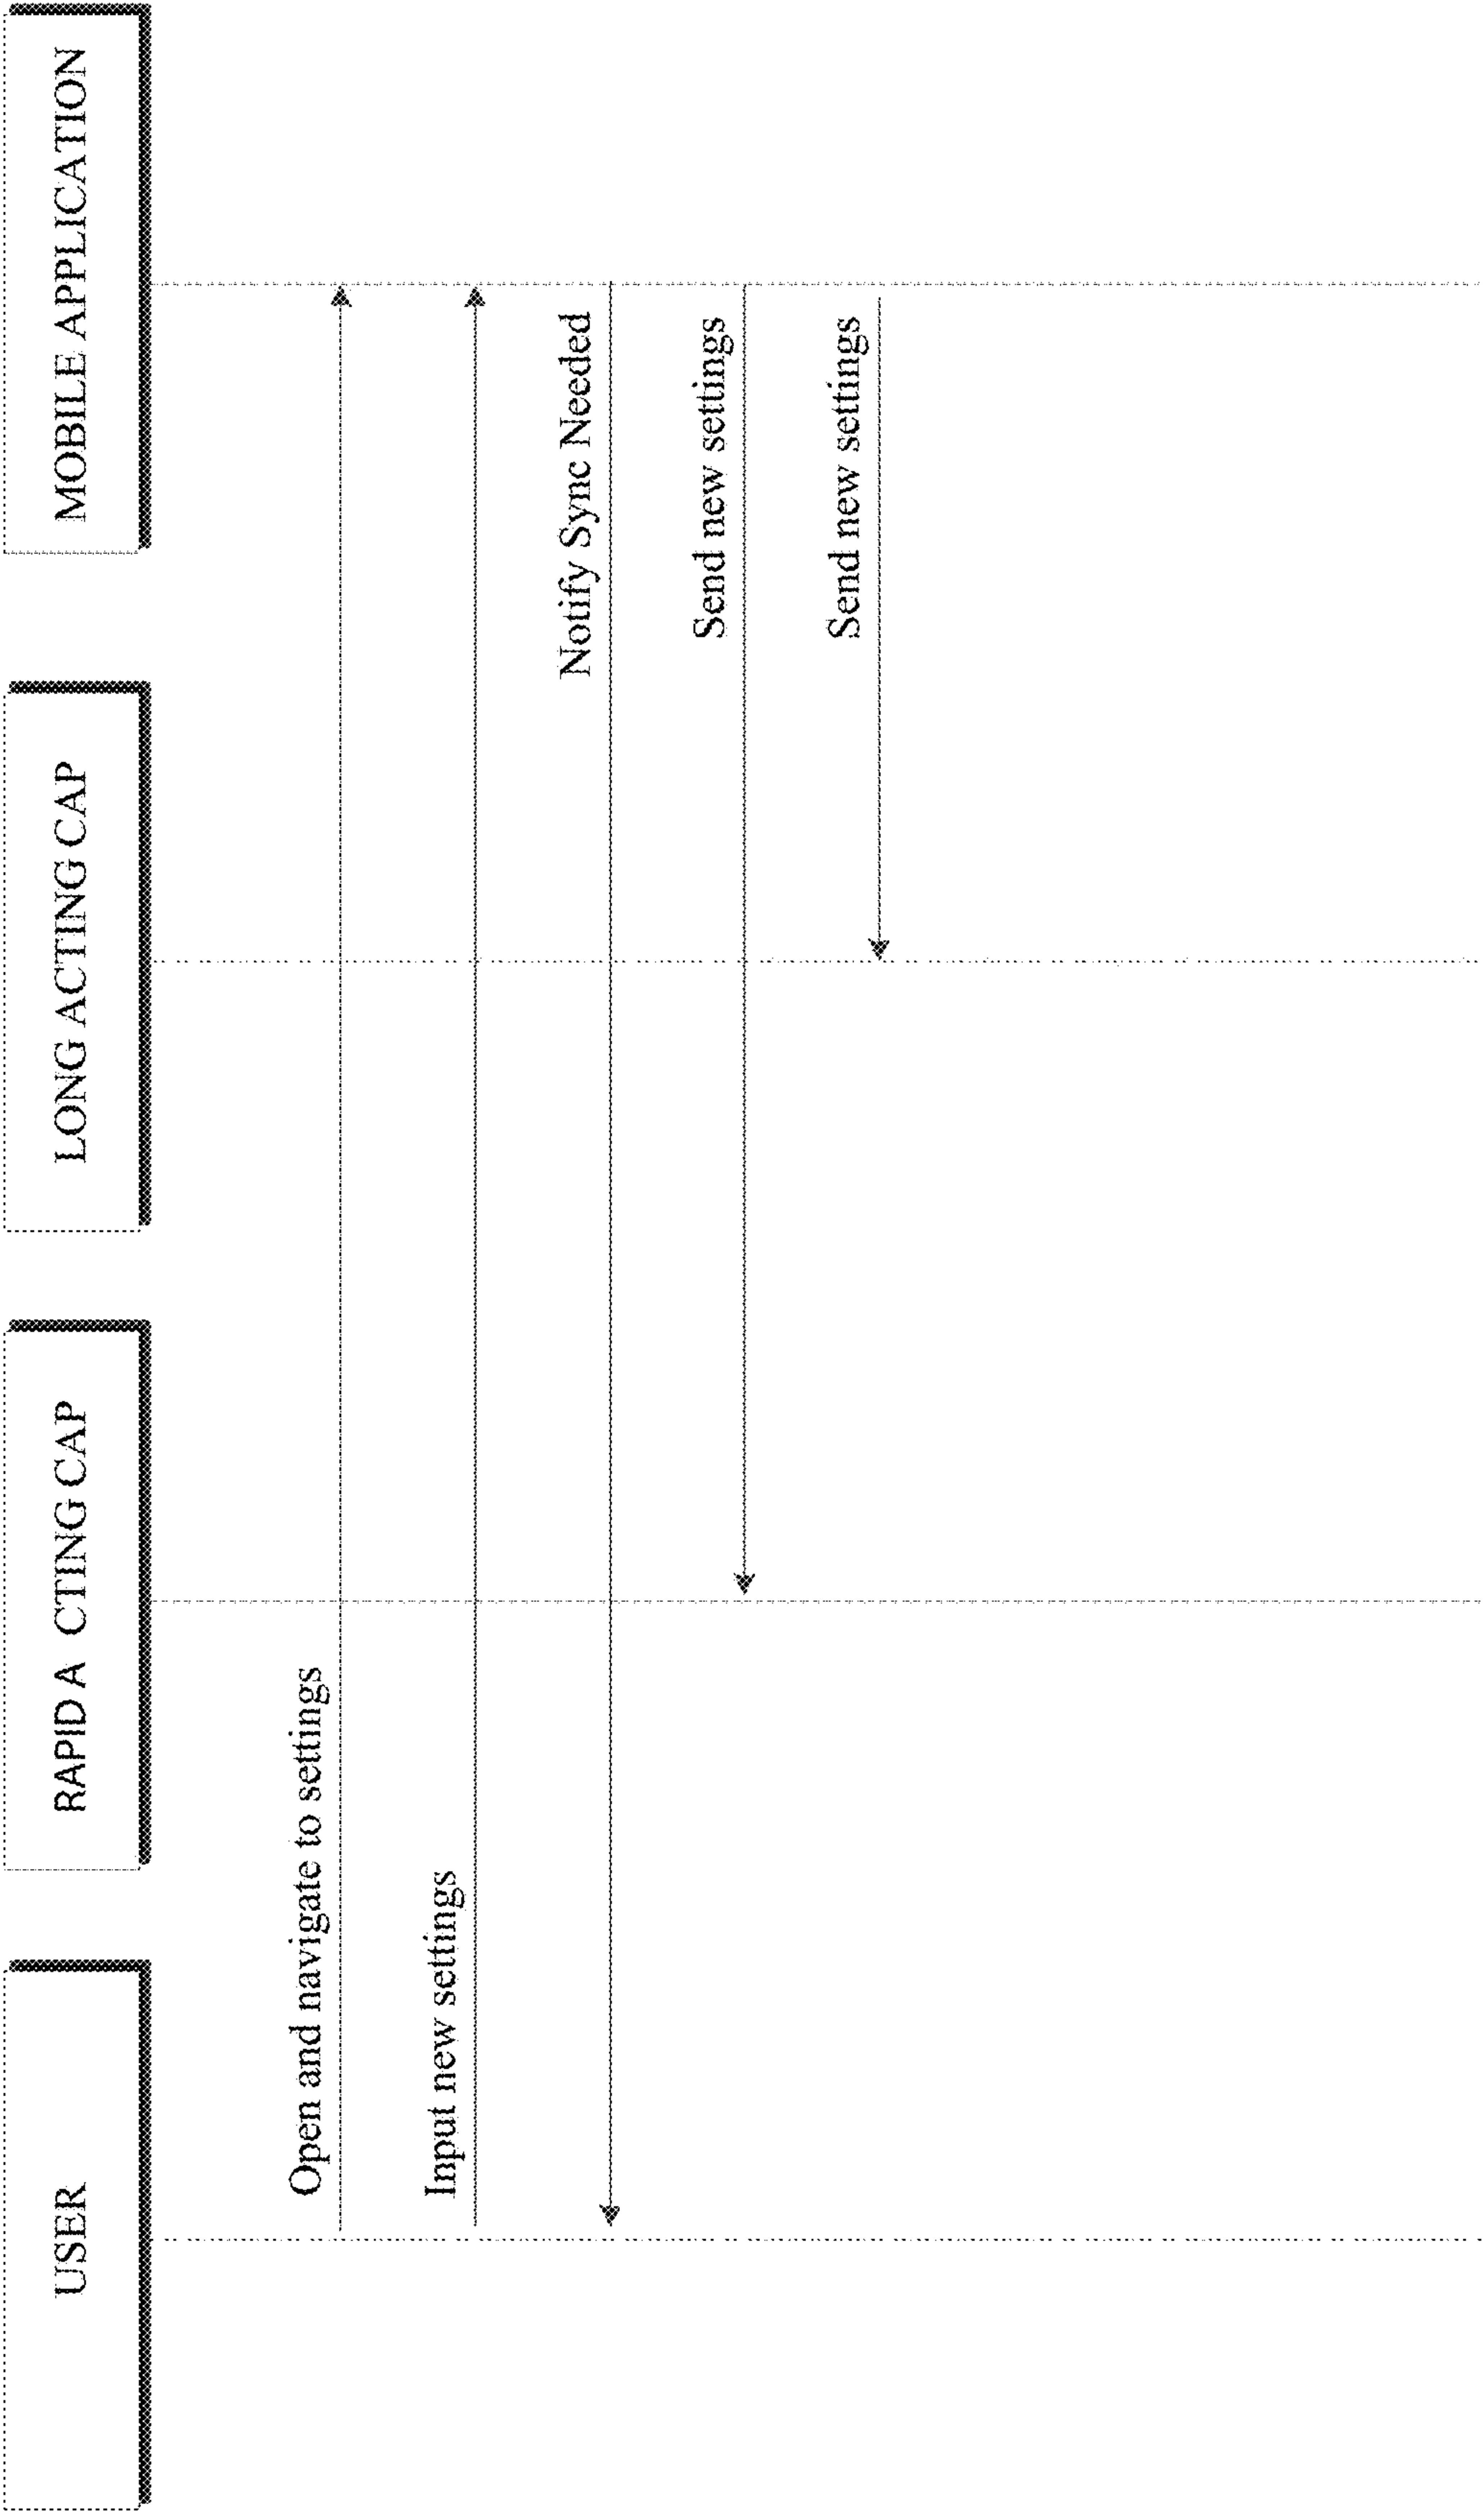 USER
RAPID A CTING CAP
LONG ACTING CAP
MOBILE APPLICATION
Open and navigate to settings
Input new settings
Notify Sync Needed
Send new settings
Send new settings